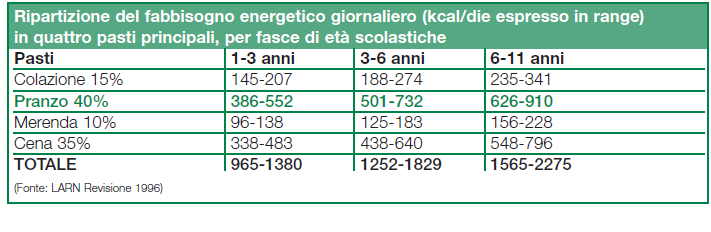 Ripartizione del fabbisogno energetico giornaliero (kcal/die espresso in range)
in quattro pasti principali, per fasce di età scolastiche
Pasti 1-3 anni 3-6 anni 6-11 anni
Colazione 15% 145-207 188-274 235-341
Pranzo 40% 386-552 501-732 626-910
Merenda 10% 96-138 125-183 156-228
Cena 35% 338-483 438-640 548-796
TOTALE 965-1380 1252-1829 1565-2275
(Fonte: LARN Revisione 1996)